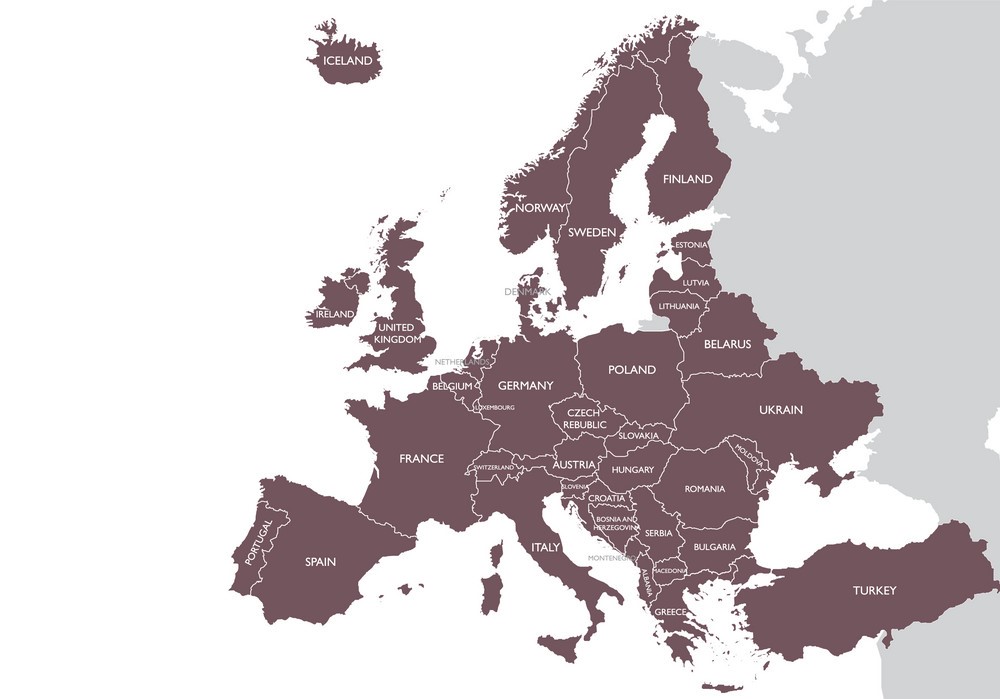 ICELAND
FINLAND
NORWAY
SWEDEN
ESTONIA
LUTVIA
DENMARK
LITHUANIA
IRELAND
UNITED
KINGDOM
BELARUS
NETHERLANDS
POLAND
BELGIUM
GERMANY
LUXEMBOURG
UKRAIN
CZECH
REPUBLIC
SLOVAKIA
FRANCE
MOLDOVA
AUSTRIA
SWITZERLAND
HUNGARY
SLOVENIA
ROMANIA
CROATIA
BOSNIA AND
HERZEGOVINA
SERBIA
PORTUGAL
ITALY
BULGARIA
MONTENEGRO
SPAIN
MACEDONIA
ALBANIA
TURKEY
GREECE